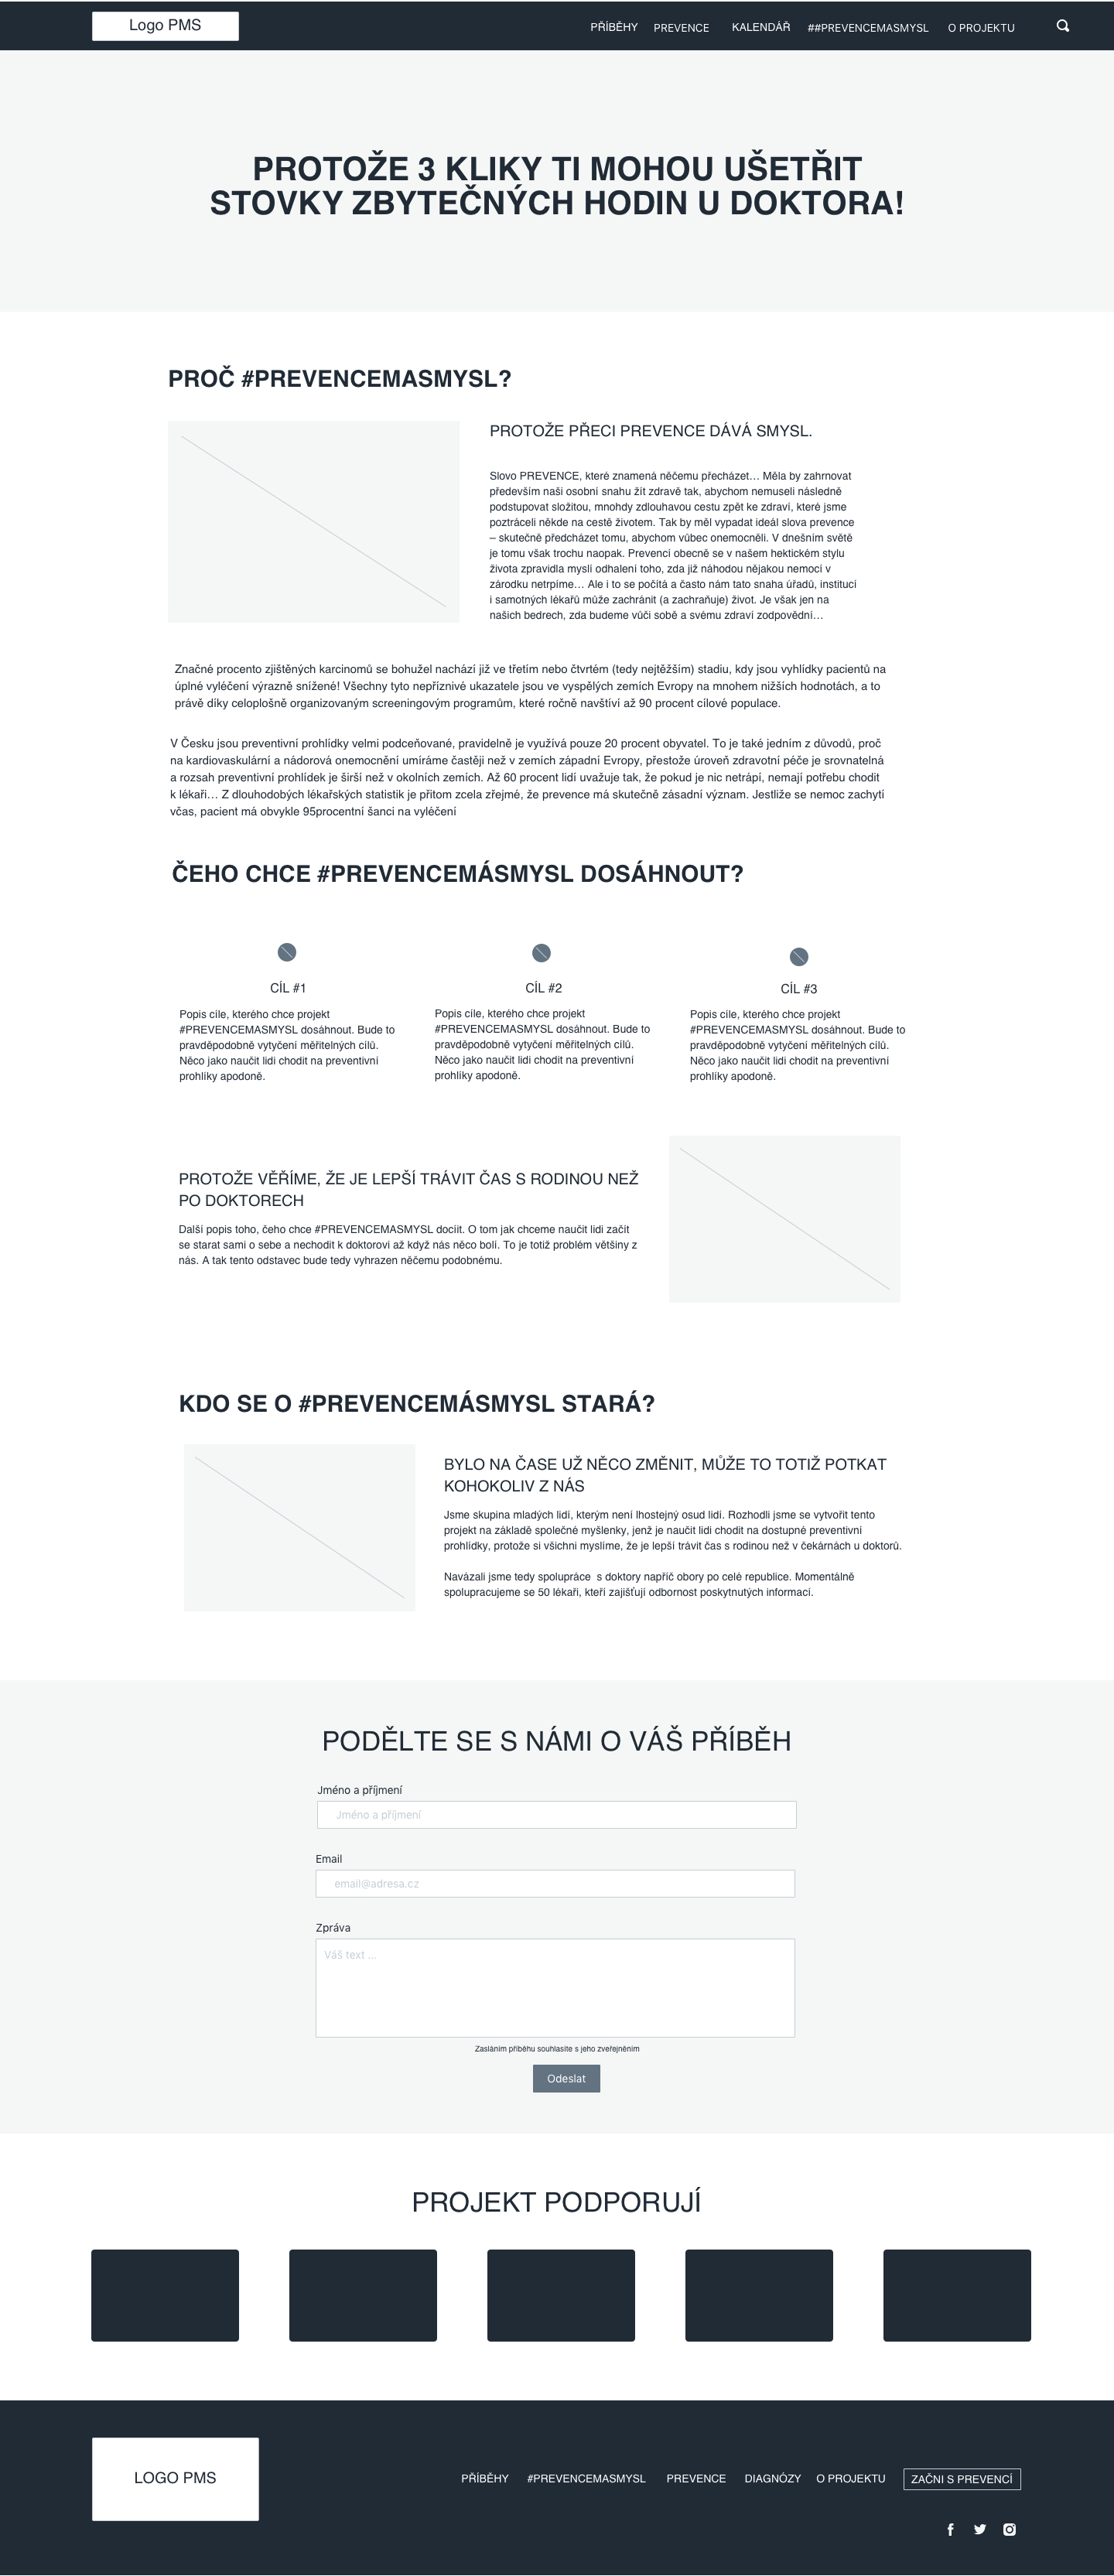 Logo PMS
PŘÍBĚHY PREVENCE KALENDÁŘ ##PREVENCEMASMYSL O PROJEKTU
PROTOŽE 3 KLIKY TI MOHOU UŠETŘIT
STOVKY ZBYTEČNÝCH HODIN U DOKTORA!
PROČ #PREVENCEMASMYSL?
PROTOŽE PŘECI PREVENCE DÁVÁ SMYSL.
Slovo PREVENCE, které znamená něčemu přecházet… Měla by zahrnovat
především naši osobní snahu žít zdravě tak, abychom nemuseli následně
podstupovat složitou, mnohdy zdlouhavou cestu zpět ke zdraví, které jsme
poztráceli někde na cestě životem. Tak by měl vypadat ideál slova prevence
– skutečně předcházet tomu, abychom vůbec onemocněli. V dnešním světě
je tomu však trochu naopak. Prevencí obecně se v našem hektickém stylu
života zpravidla myslí odhalení toho, zda již náhodou nějakou nemocí v
zárodku netrpíme… Ale i to se počítá a často nám tato snaha úřadů, institucí
i samotných lékařů může zachránit (a zachraňuje) život. Je však jen na
našich bedrech, zda budeme vůči sobě a svému zdraví zodpovědní…
Značné procento zjištěných karcinomů se bohužel nachází již ve třetím nebo čtvrtém (tedy nejtěžším) stadiu, kdy jsou vyhlídky pacientů na
úplné vyléčení výrazně snížené! Všechny tyto nepříznivé ukazatele jsou ve vyspělých zemích Evropy na mnohem nižších hodnotách, a to
právě díky celoplošně organizovaným screeningovým programům, které ročně navštíví až 90 procent cílové populace.
V Česku jsou preventivní prohlídky velmi podceňované, pravidelně je využívá pouze 20 procent obyvatel. To je také jedním z důvodů, proč
na kardiovaskulární a nádorová onemocnění umíráme častěji než v zemích západní Evropy, přestože úroveň zdravotní péče je srovnatelná
a rozsah preventivní prohlídek je širší než v okolních zemích. Až 60 procent lidí uvažuje tak, že pokud je nic netrápí, nemají potřebu chodit
k lékaři… Z dlouhodobých lékařských statistik je přitom zcela zřejmé, že prevence má skutečně zásadní význam. Jestliže se nemoc zachytí
včas, pacient má obvykle 95procentní šanci na vyléčení
ČEHO CHCE #PREVENCEMÁSMYSL DOSÁHNOUT?
CÍL #1
Popis cíle, kterého chce projekt
#PREVENCEMASMYSL dosáhnout. Bude to
pravděpodobně vytyčení měřitelných cílů.
Něco jako naučit lidi chodit na preventivní
prohlíky apodoně.
CÍL #2
Popis cíle, kterého chce projekt
#PREVENCEMASMYSL dosáhnout. Bude to
pravděpodobně vytyčení měřitelných cílů.
Něco jako naučit lidi chodit na preventivní
prohlíky apodoně.
CÍL #3
Popis cíle, kterého chce projekt
#PREVENCEMASMYSL dosáhnout. Bude to
pravděpodobně vytyčení měřitelných cílů.
Něco jako naučit lidi chodit na preventivní
prohlíky apodoně.
PROTOŽE VĚŘÍME, ŽE JE LEPŠÍ TRÁVIT ČAS S RODINOU NEŽ
PO DOKTORECH
Další popis toho, čeho chce #PREVENCEMASMYSL docíit. O tom jak chceme naučit lidi začít
se starat sami o sebe a nechodit k doktorovi až když nás něco bolí. To je totiž problém většiny z
nás. A tak tento odstavec bude tedy vyhrazen něčemu podobnému.
KDO SE O #PREVENCEMÁSMYSL STARÁ?
BYLO NA ČASE UŽ NĚCO ZMĚNIT, MŮŽE TO TOTIŽ POTKAT
KOHOKOLIV Z NÁS
Jsme skupina mladých lidí, kterým není lhostejný osud lidí. Rozhodli jsme se vytvořit tento
projekt na základě společné myšlenky, jenž je naučit lidi chodit na dostupné preventivní
prohlídky, protože si všichni myslíme, že je lepší trávit čas s rodinou než v čekárnách u doktorů.
Navázali jsme tedy spolupráce  s doktory napříč obory po celé republice. Momentálně
spolupracujeme se 50 lékaři, kteří zajišťují odbornost poskytnutých informací.
PODĚLTE SE S NÁMI O VÁŠ PŘÍBĚH
Jméno a příjmení
Jméno a příjmení
Email
email@adresa.cz
Zpráva
Váš text ...
Zasláním příběhu souhlasíte s jeho zveřejněním
Odeslat
PROJEKT PODPORUJÍ
LOGO PMS
PŘÍBĚHY #PREVENCEMASMYSL PREVENCE DIAGNÓZY O PROJEKTU ZAČNI S PREVENCÍ